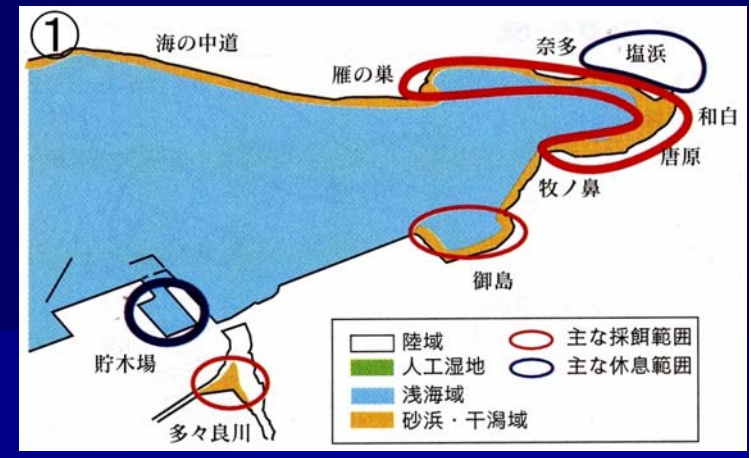 ①
海の中道
奈多
塩浜
雁の巣
和白
唐原
牧ノ鼻
御島
貯木場
多々良川
陸域
主な採餌範囲
人工湿地
主な休息範囲
浅海域
砂浜・干潟域